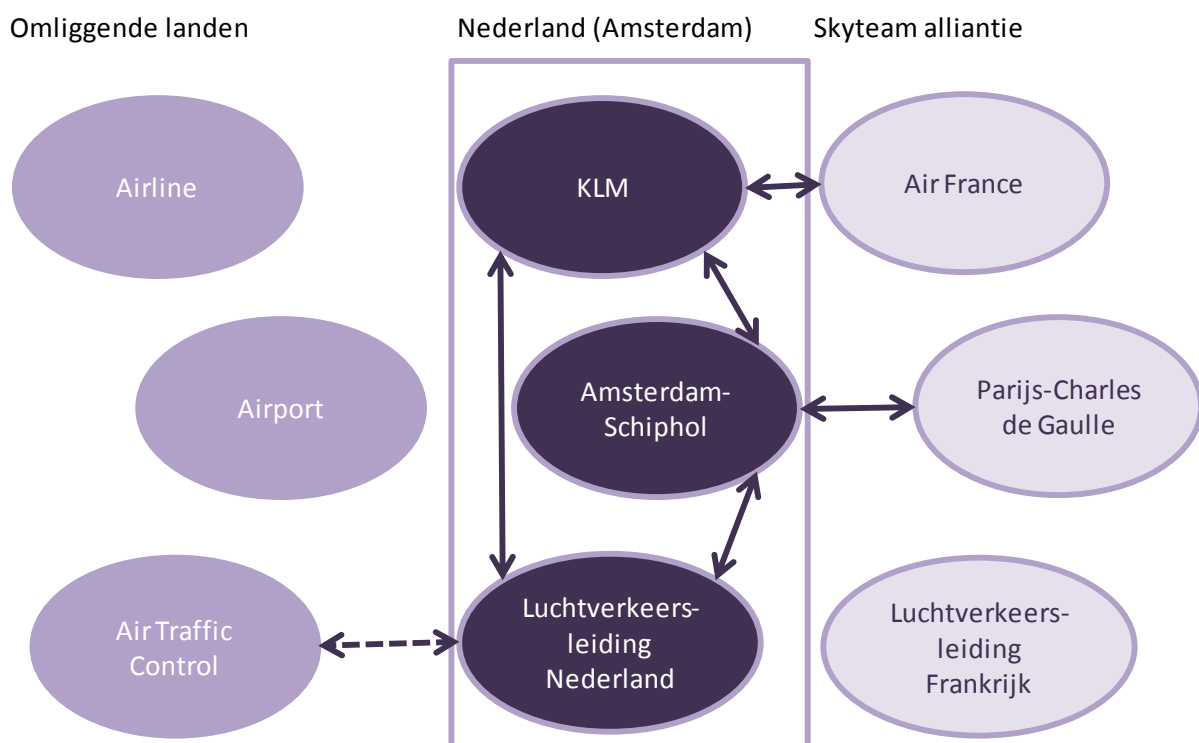 Omliggende landen
Nederland (Amsterdam)
Skyteam alliantie
Airline
KLM
Air France
Airport
Amsterdam-
Schiphol
Parijs-Charles
de Gaulle
Air Traffic
Control
Luchtverkeers-
leiding
Nederland
Luchtverkeers-
leiding
Frankrijk